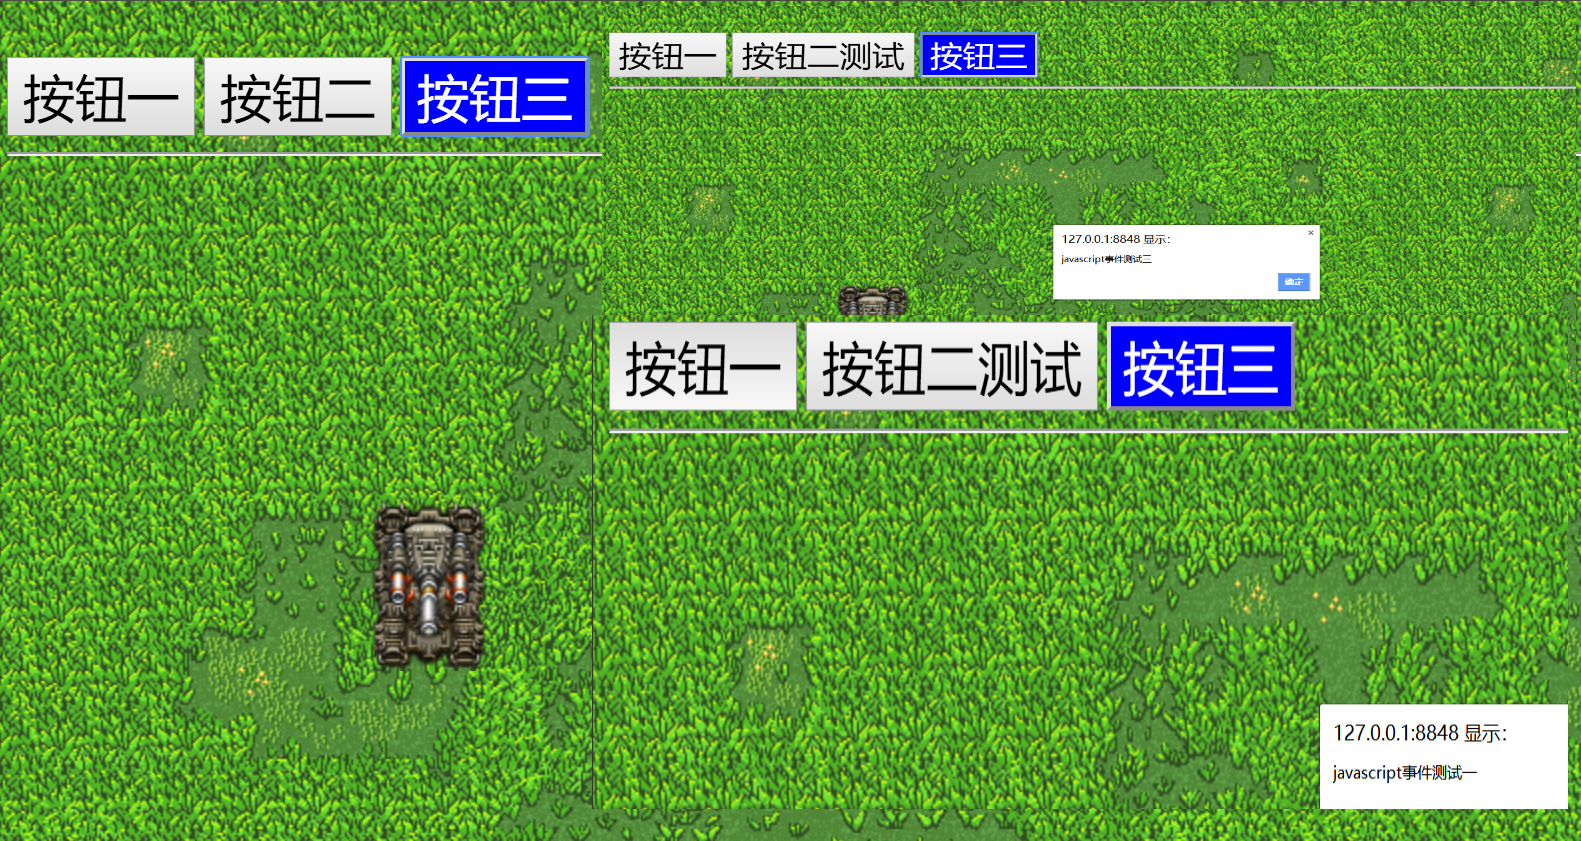 按钮一 按钮二 按钮三
按钮一 按钮二测试 按钮三
127.0.0.1:8848 显示:
×
javascript事件测试三
确定
按钮一 按钮二测试 按钮三
127.0.0.1:8848 显示:
javascript事件测试一